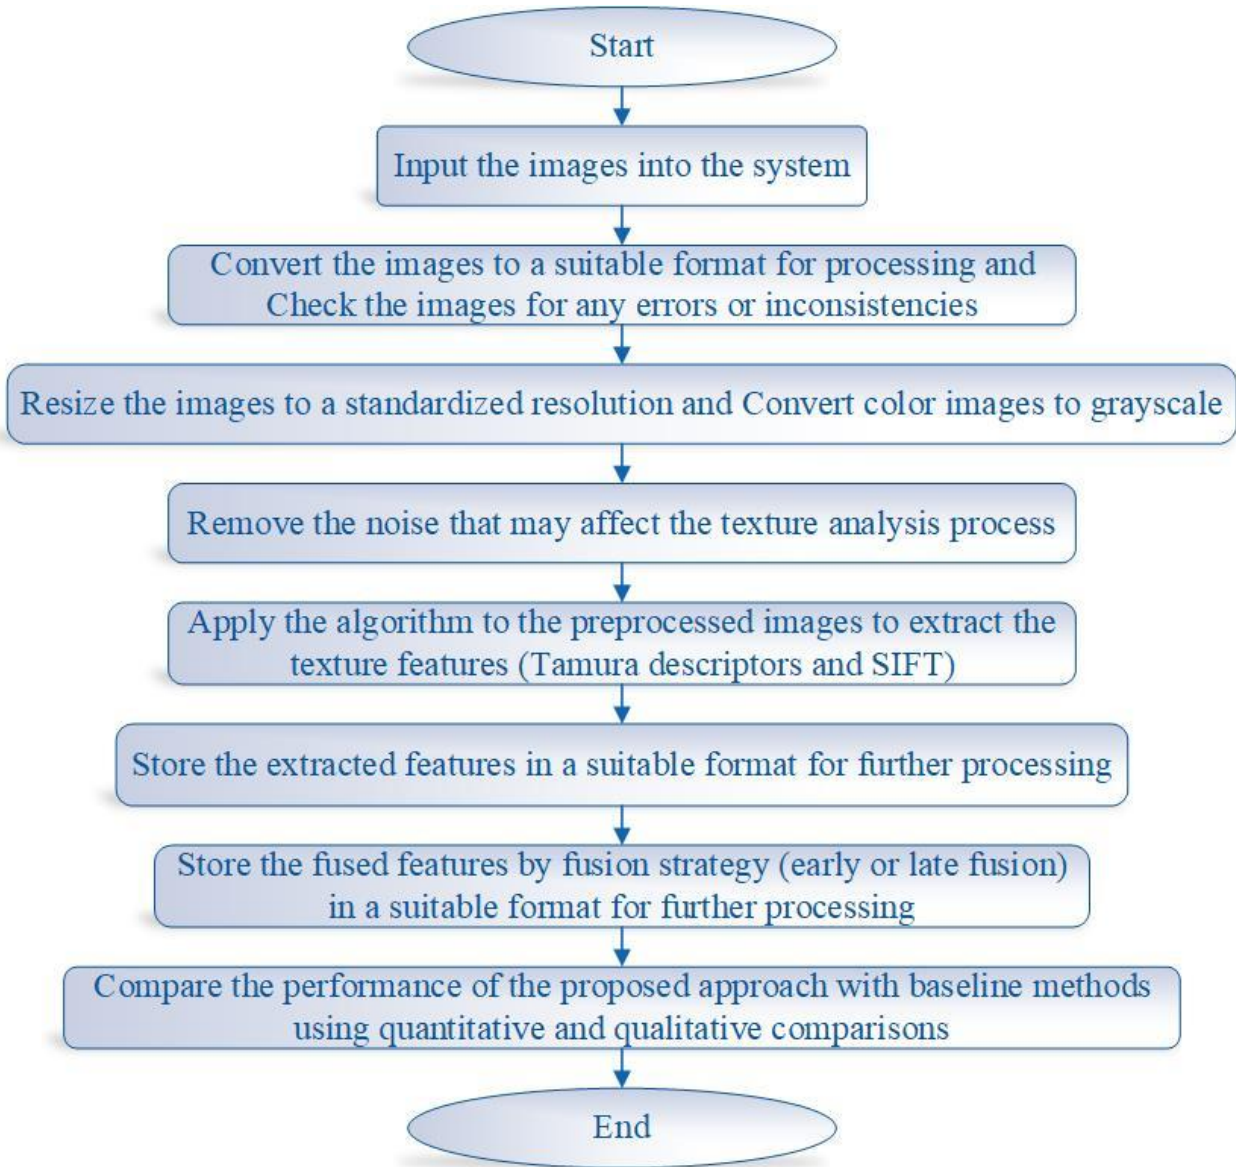 Start
Input the images into the system
Convert the images to a suitable format for processing and
Check the images for any errors or inconsistencies
Resize the images to a standardized resolution and Convert color images to grayscale
Remove the noise that may affect the texture analysis process
Apply the algorithm to the preprocessed images to extract the
texture features (Tamura descriptors and SIFT)
Store the extracted features in a suitable format for further processing
Store the fused features by fusion strategy (early or late fusion)
in a suitable format for further processing
Compare the performance of the proposed approach with baseline methods
using quantitative and qualitative comparisons
End